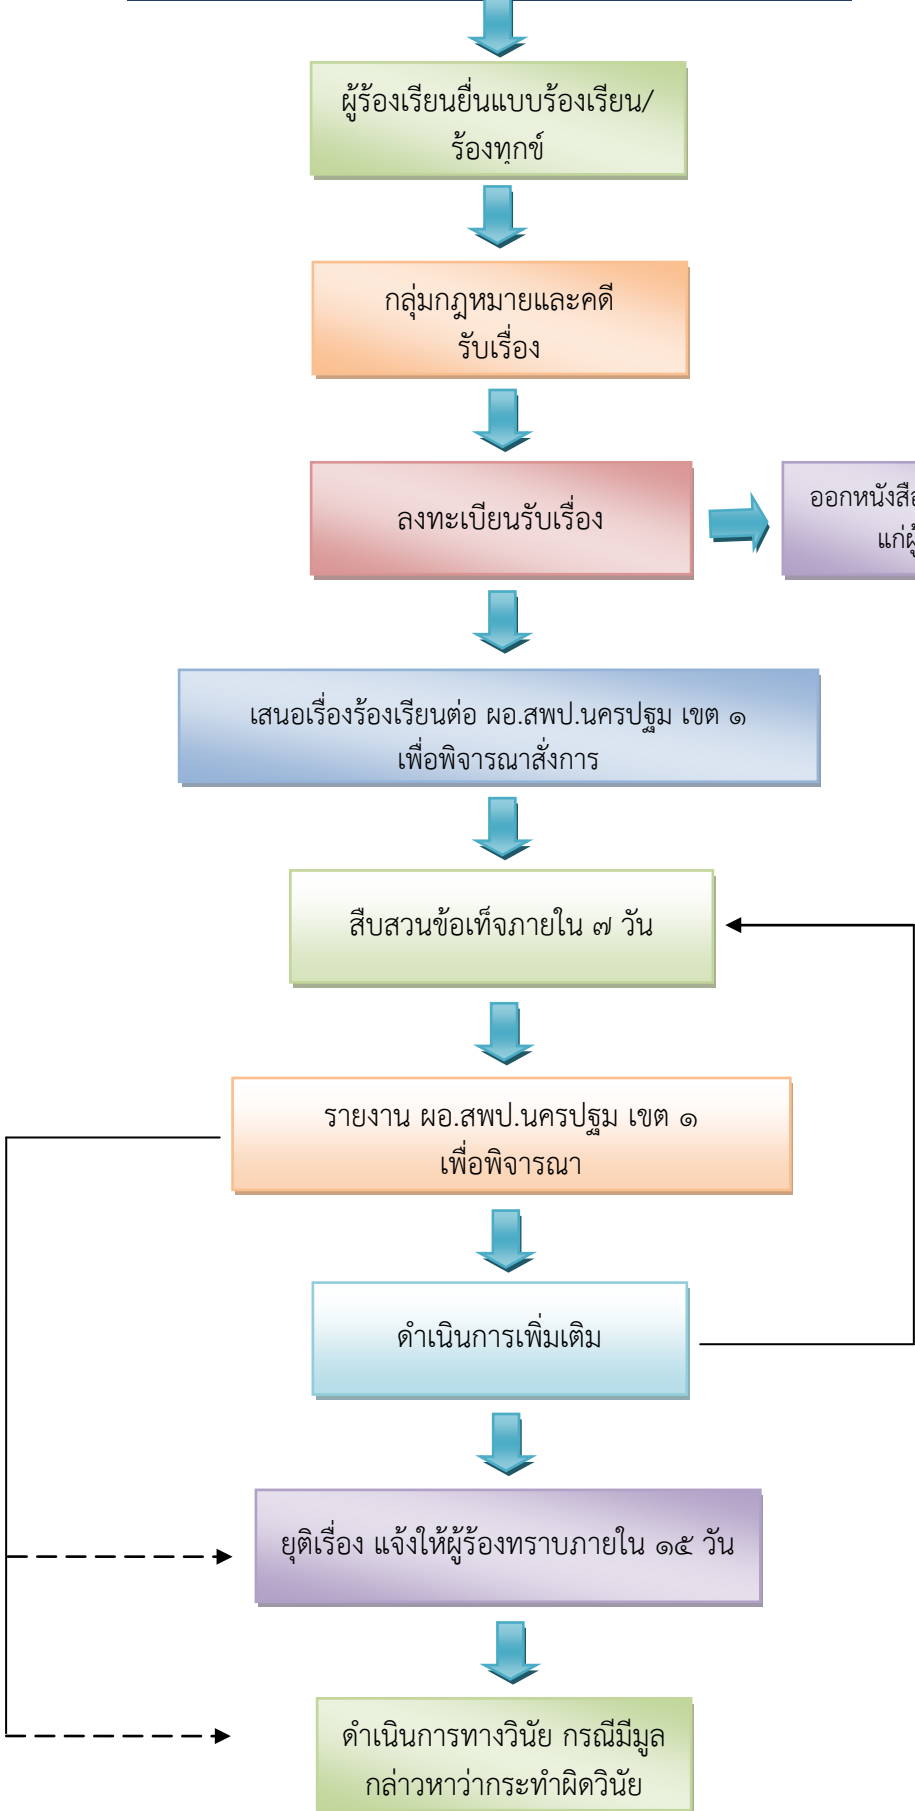 ผู้ร้องเรียนยื่นแบบร้องเรียน/
ร้องทุกข์
กลุ่มกฎหมายและคดี
รับเรื่อง
ลงทะเบียนรับเรื่อง
ออกหนังสือ
แก่ผู้
เสนอเรื่องร้องเรียนต่อ ผอ.สพป.นครปฐม เขต ๑
เพื่อพิจารณาสั่งการ
สืบสวนข้อเท็จภายใน ๗ วัน
รายงาน ผอ.สพป.นครปฐม เขต ๑
เพื่อพิจารณา
ดำเนินการเพิ่มเติม
ยุติเรื่อง แจ้งให้ผู้ร้องทราบภายใน ๑๕ วัน
ดำเนินการทางวินัย กรณีมีมูล
กล่าวหาว่ากระทำผิดวินัย